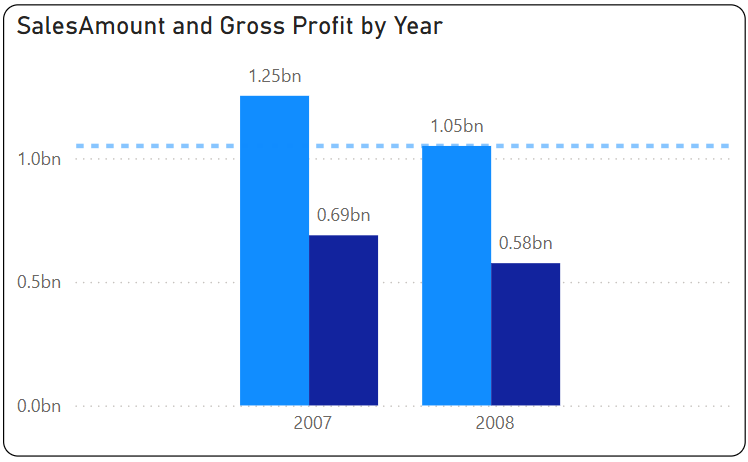 SalesAmount and Gross Profit by Year
1.25bn
1.05bn
1.0bn
0.69bn
0.58bn
0.5bn
0.0bn
2007 2008